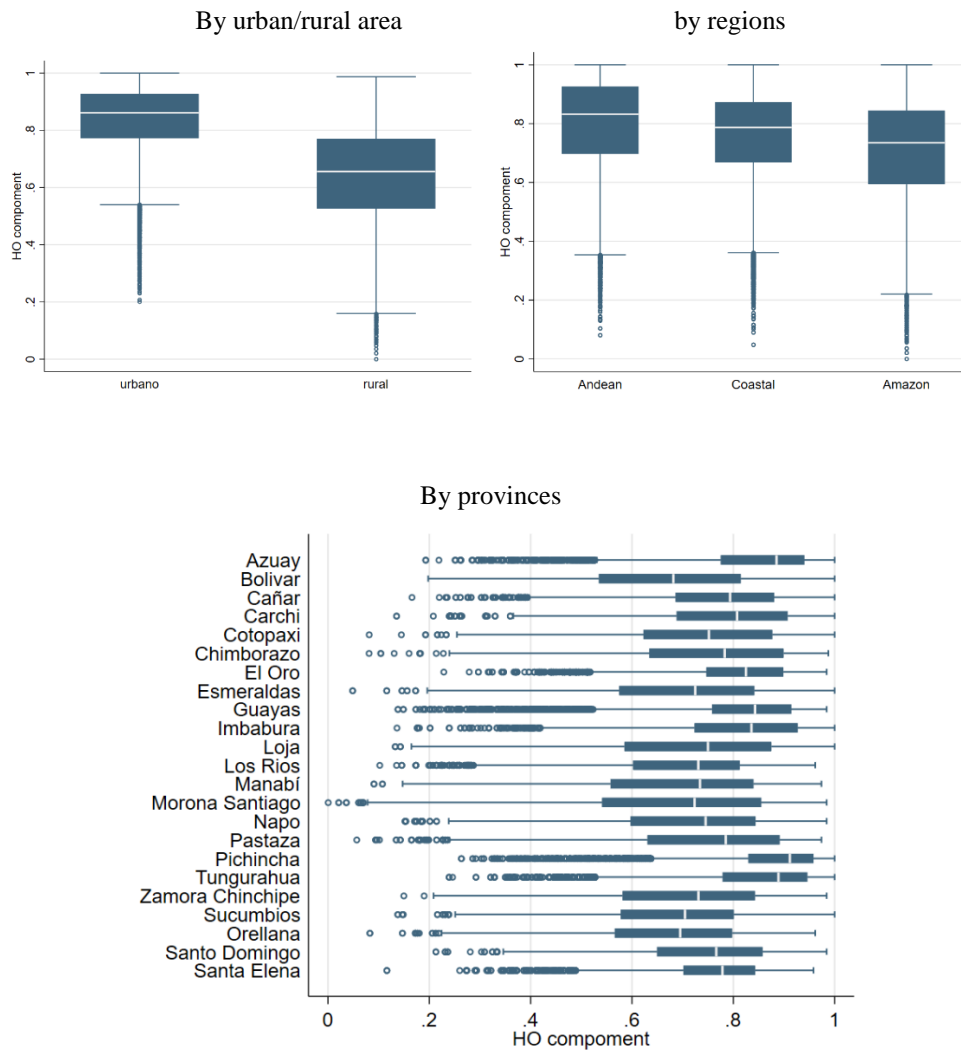 By urban/rural area
by regions
HO compoment
0 .2 .4 .6 .8 1
urbano rural
HO compoment
0 .2 .4 .6 .8 1
Andean Coastal Amazon
By provinces
Azuay
Bolivar
Cañar
Carchi
Cotopaxi
Chimborazo
El Oro
Esmeraldas
Guayas
Imbabura
Loja
Los Rios
Manabí
Morona Santiago
Napo
Pastaza
Pichincha
Tungurahua
Zamora Chinchipe
Sucumbios
Orellana
Santo Domingo
Santa Elena
0 .2 .4 .6 .8 1
HO compoment